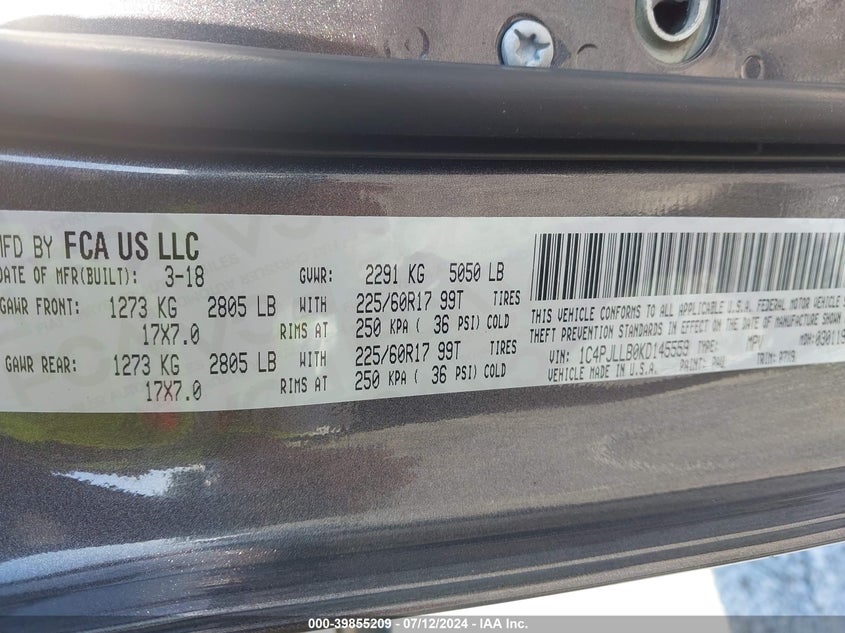 MFD BY FCA US LLC
DATE OF MFR(BUILT): 3-18 GVWR: 2291 KG 5050 LB
GAWR FRONT: 1273 KG 2805 LB WITH 225/60R17 99T TIRES
17X7.0 RIMS AT 250 KPA ( 36 PSI) COLD
GAWR REAR: 1273 KG 2805 LB WITH 225/60R17 99T TIRES
17X7.0 RIMS AT 250 KPA ( 36 PSI) COLD
THIS VEHICLE CONFORMS TO ALL APPLICABLE U.S.A. FEDERAL MOTOR VEHICLE
THEFT PREVENTION STANDARDS IN EFFECT ON THE DATE OF MANUFACTURE SHOWN
VIN: 1C4PJLLB0KD145559 TYPE: MPV MDH: 030119
VEHICLE MADE IN U.S.A. PAINT: TRIM:
000-39855209 - 07/12/2024 - IAA Inc.